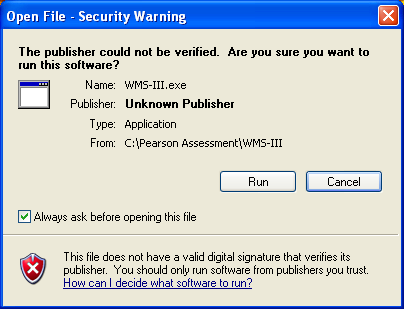 Open File - Security Warning
The publisher could not be verified.  Are you sure you want to
run this software?
Name: WMS-III.exe
Publisher: Unknown Publisher
Type: Application
From: C:\Pearson Assessment\WMS-III
Run Cancel
Always ask before opening this file
This file does not have a valid digital signature that verifies its
publisher.  You should only run software from publishers you trust.
How can I decide what software to run?